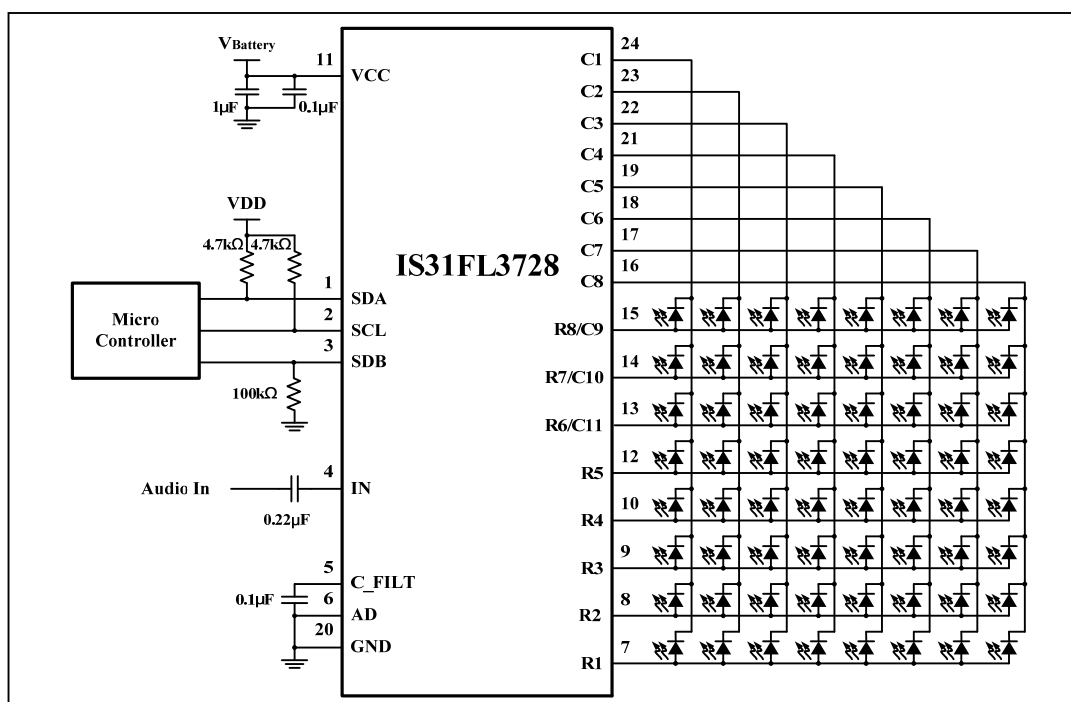 VBattery
11
VCC
1µF
0.1µF
VDD
4.7kΩ 4.7kΩ
Micro
Controller
1
SDA
2
SCL
3
SDB
100kΩ
Audio In
4
IN
0.22µF
5
C_FILT
0.1µF
6
AD
20
GND
IS31FL3728
24
C1
23
C2
22
C3
21
C4
19
C5
18
C6
17
C7
16
C8
15
R8/C9
14
R7/C10
13
R6/C11
12
R5
10
R4
9
R3
8
R2
7
R1